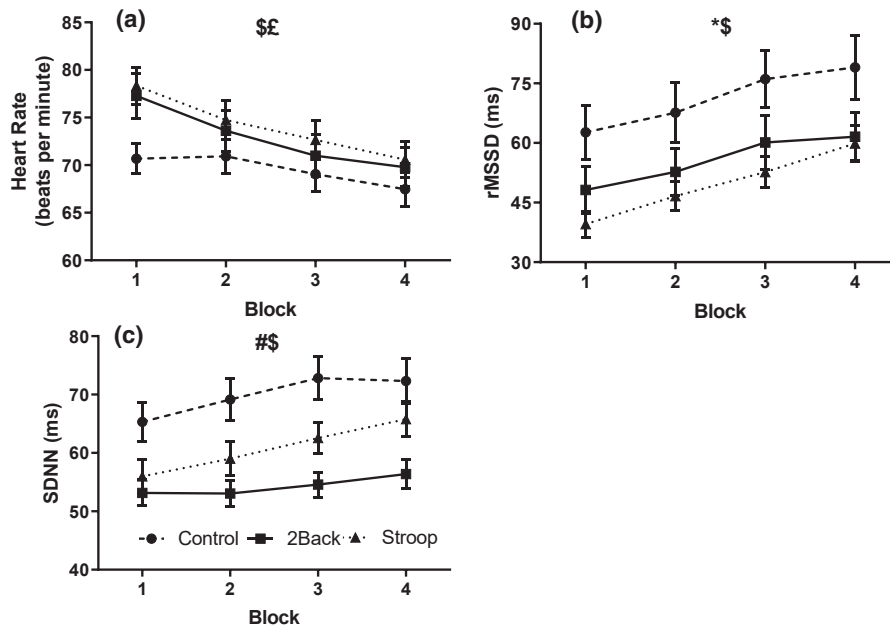 (a)
$£
Heart Rate
(beats per minute)
85
80
75
70
65
60
1 2 3 4
Block
(b)
*$
rMSSD (ms)
90
75
60
45
30
1 2 3 4
Block
(c)
#$
SDNN (ms)
80
70
60
50
40
Control 2Back Stroop
1 2 3 4
Block